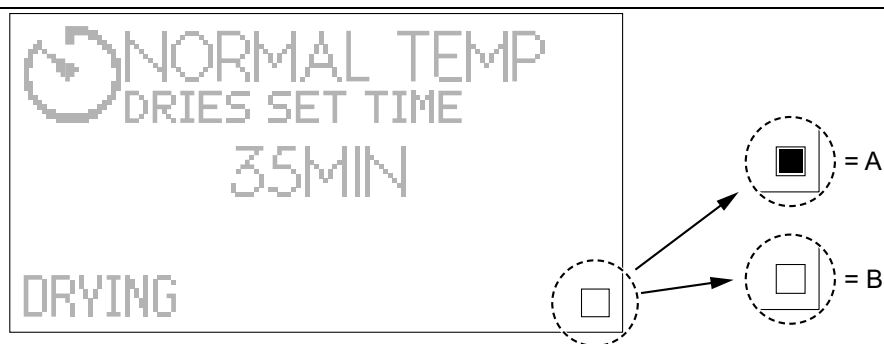 NORMAL TEMP
DRIES SET TIME
35MIN
= A
= B
DRYING